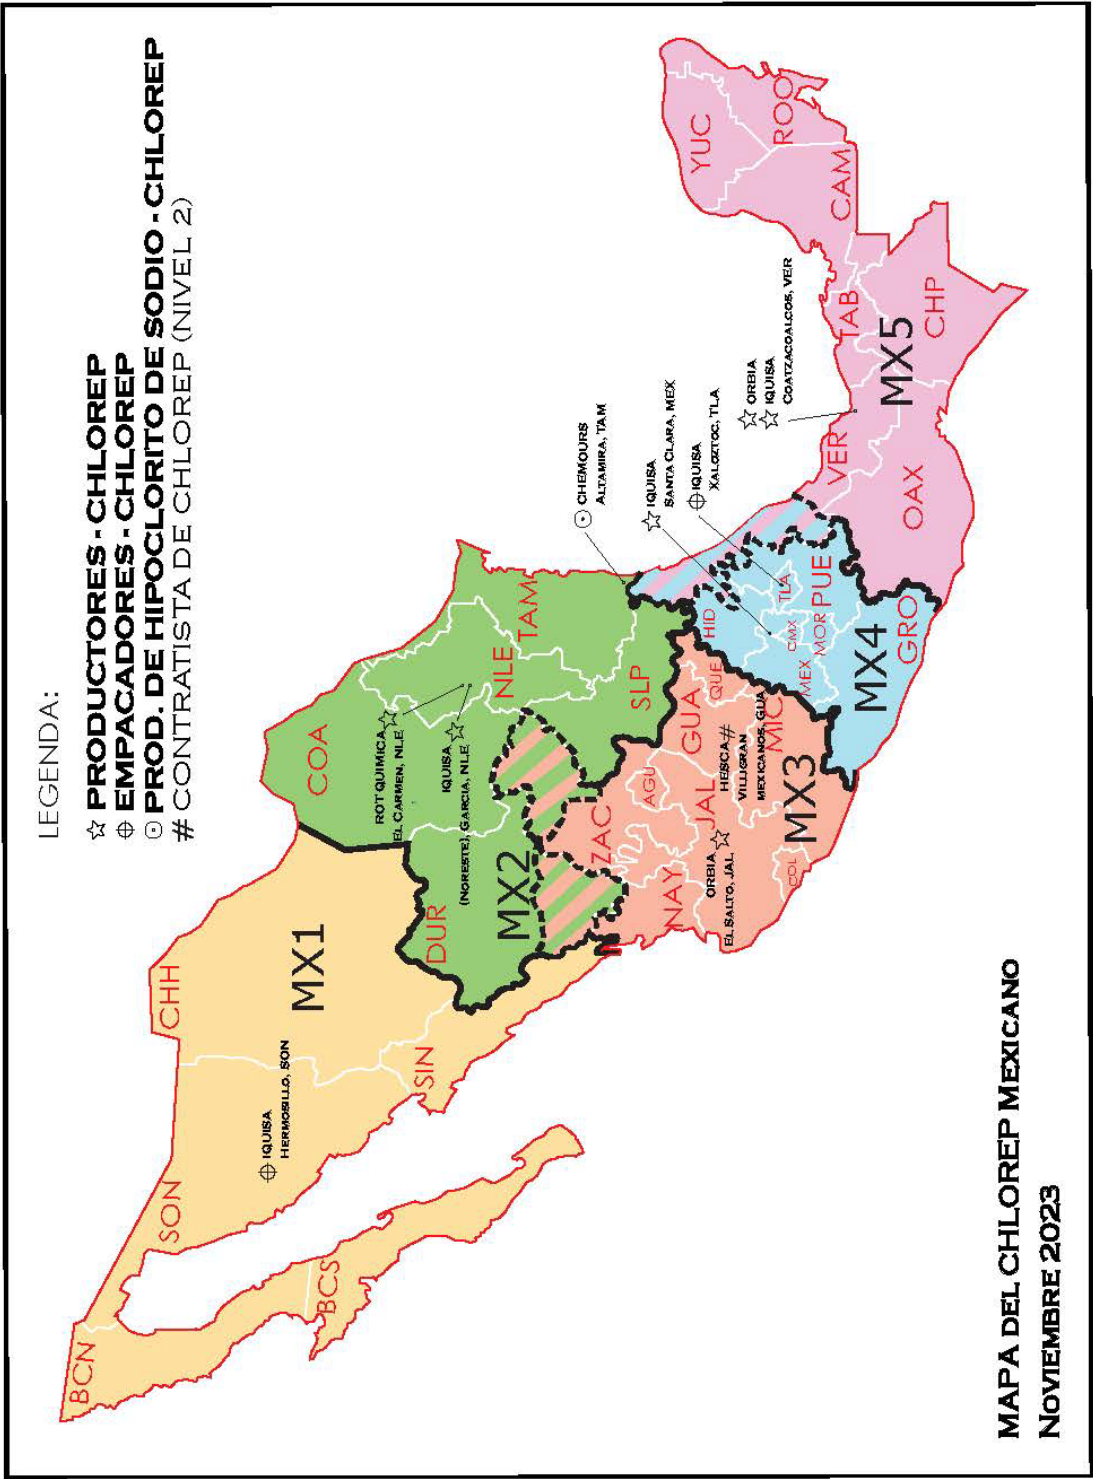 LEGENDA:
☆ PRODUCTORES - CHLOREP
⊕ EMPACADORES - CHLOREP
⊙ PROD. DE HIPOCLORITO DE SODIO - CHLOREP
# CONTRATISTA DE CHLOREP (NIVEL 2)
BCN
SON
CHH
BCS
SIN
MX1
⊕ IQUISA
HERMOSILLO, SON
COA
DUR
MX2
NLE
TAM
SLP
ROT QUIMICA ☆
EL CARMEN, NLE
IQUISA ☆
(NORESTE), GARCIA, NLE
⊙ CHEMOURS
ALTAMIRA, TAM
ZAC
AGU
NAY
JAL
GUA
QUE
COL
MIC
MX3
ORBIA ☆
EL SALTO, JAL
HESCA #
VILLIGRAN
MEXICANOS, GUA
HID
TLA
CMX
MEX
MOR
PUE
GRO
MX4
☆ IQUISA
SANTA CLARA, MEX
⊕ IQUISA
XALOZTOC, TLA
☆ ORBIA
☆ IQUISA
COATZACOALCOS, VER
VER
OAX
TAB
CHP
CAM
YUC
ROO
MX5
MAPA DEL CHLOREP MEXICANO
NOVIEMBRE 2023